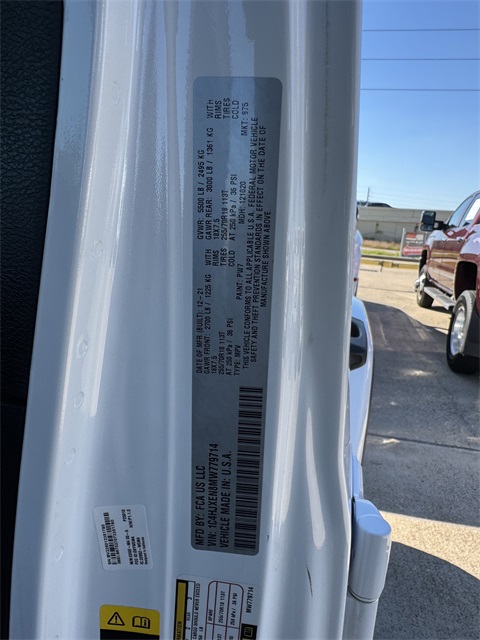 MFD BY: FCA US LLC
DATE OF MFR (BUILT): 12-21
GVWR: 5500 LB / 2495 KG
GAWR FRONT: 2700 LB / 1225 KG
WITH
GAWR REAR: 3000 LB / 1361 KG
WITH
18X7.5
RIMS
18X7.5
RIMS
255/70R18 113T
TIRES
255/70R18 113T
TIRES
AT 250 kPa / 36 PSI
COLD
AT 250 kPa / 36 PSI
COLD
VIN: 1C4HJXEN8MW779714
TYPE: MPV
PAINT: PW7
MDH: 121820
MKT: 975
VEHICLE MADE IN: U.S.A.
THIS VEHICLE CONFORMS TO ALL APPLICABLE U.S.A. FEDERAL MOTOR VEHICLE
SAFETY AND THEFT PREVENTION STANDARDS IN EFFECT ON THE DATE OF
MANUFACTURE SHOWN ABOVE
MW779714